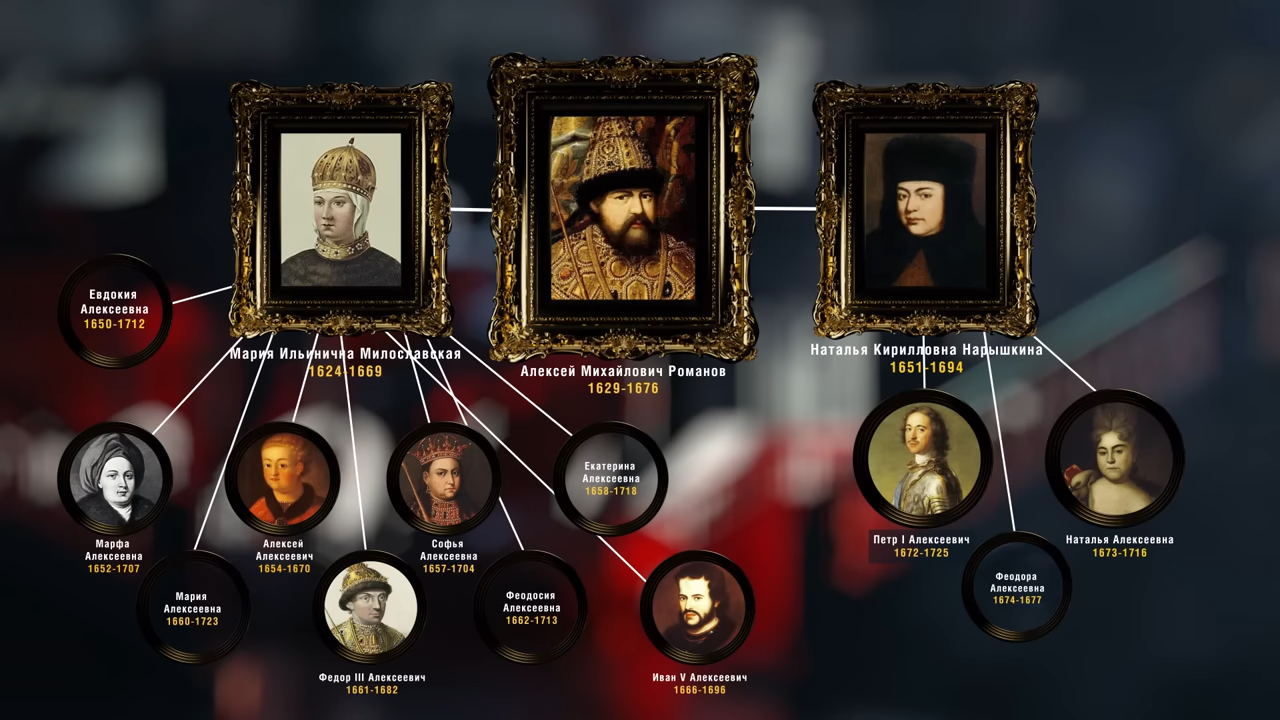 Мария Ильинична Милославская
1624-1669
Алексей Михайлович Романов
1629-1676
Наталья Кирилловна Нарышкина
1651-1694
Евдокия
Алексеевна
1650-1712
Марфа
Алексеевна
1652-1707
Алексей
Алексеевич
1654-1670
Софья
Алексеевна
1657-1704
Екатерина
Алексеевна
1658-1718
Мария
Алексеевна
1660-1723
Федор III Алексеевич
1661-1682
Феодосия
Алексеевна
1662-1713
Иван V Алексеевич
1666-1696
Петр I Алексеевич
1672-1725
Наталья Алексеевна
1673-1716
Феодора
Алексеевна
1674-1677